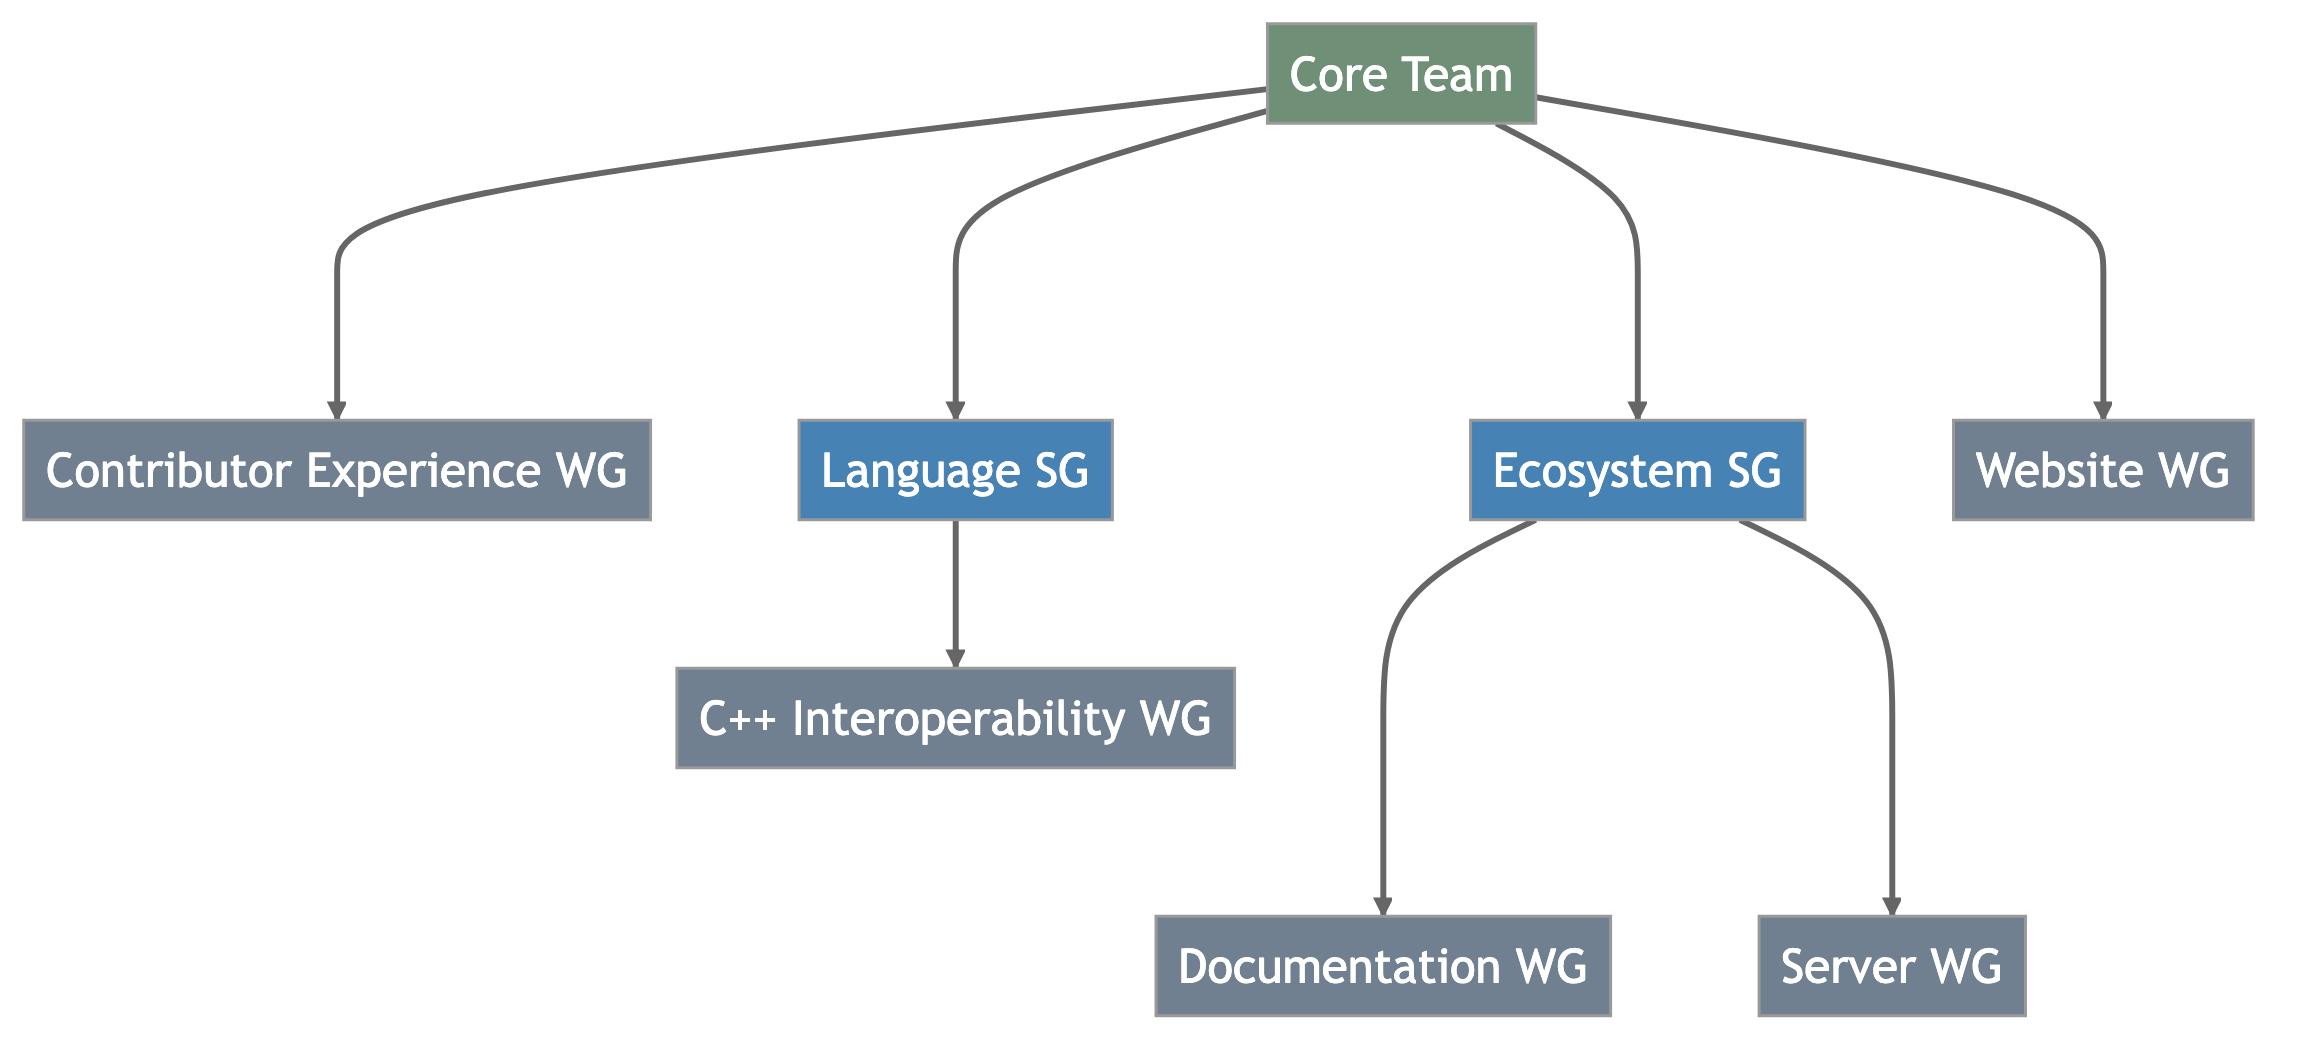 Core Team
Contributor Experience WG
Language SG
Ecosystem SG
Website WG
C++ Interoperability WG
Documentation WG
Server WG